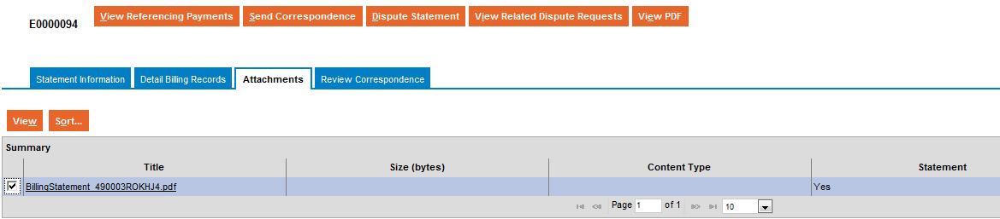 E0000094 View Referencing Payments Send Correspondence Dispute Statement View Related Dispute Requests View PDF
Statement Information Detail Billing Records Attachments Review Correspondence
View Sort...
Summary
Title Size (bytes) Content Type Statement
BillingStatement_490003ROKHJ4.pdf Yes
Page 1 of 1 10